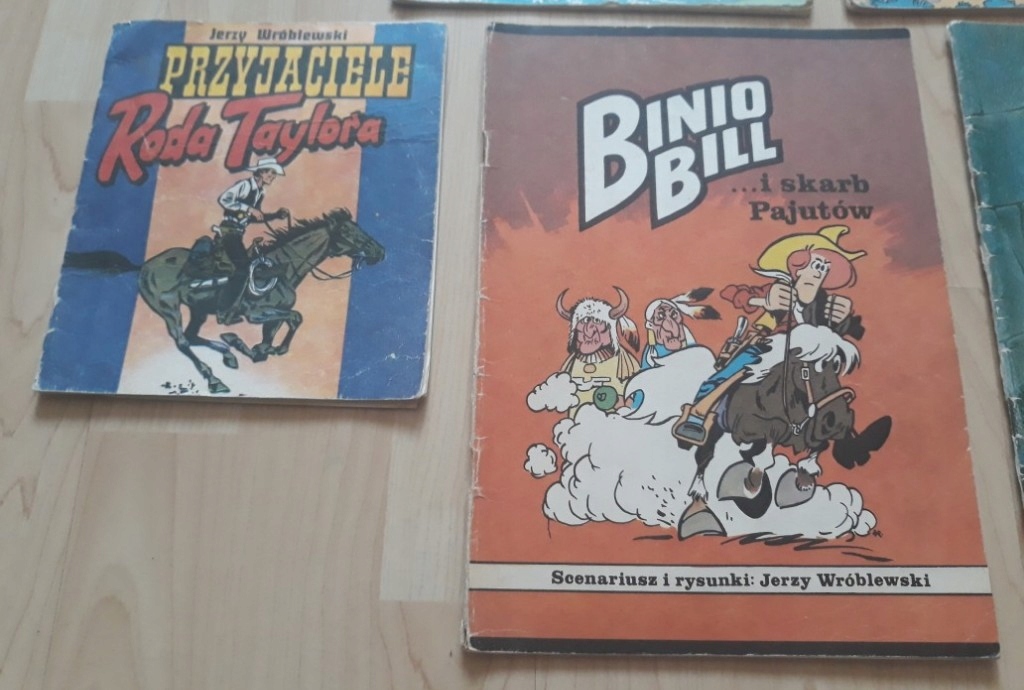 Jerzy Wróblewski
PRZYJACIELE
Roda Taylora
BINIO
BILL
...i skarb
Pajutów
Scenariusz i rysunki: Jerzy Wróblewski